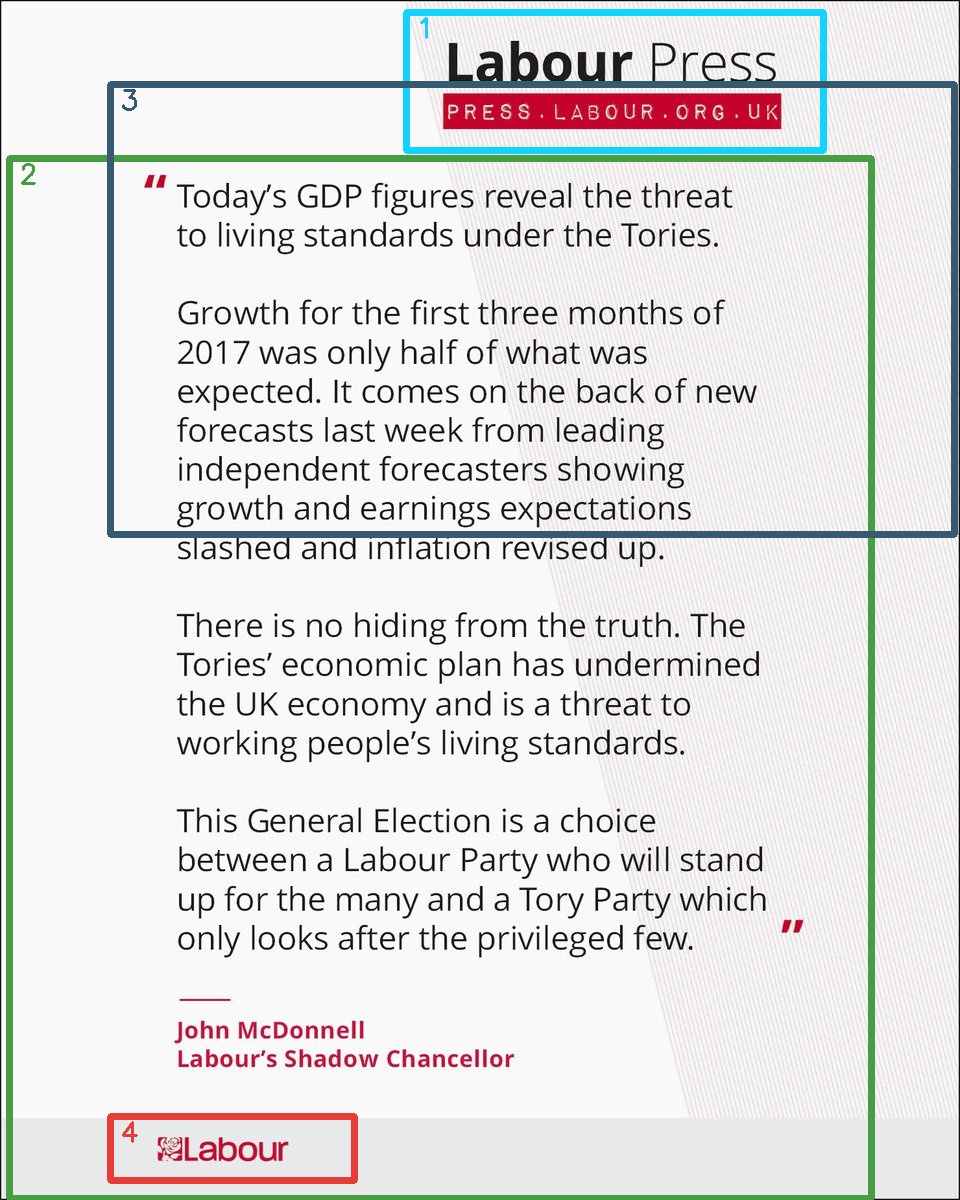 Labour Press
PRESS.LABOUR.ORG.UK
“ Today’s GDP figures reveal the threat
to living standards under the Tories.
Growth for the first three months of
2017 was only half of what was
expected. It comes on the back of new
forecasts last week from leading
independent forecasters showing
growth and earnings expectations
slashed and inflation revised up.
There is no hiding from the truth. The
Tories’ economic plan has undermined
the UK economy and is a threat to
working people’s living standards.
This General Election is a choice
between a Labour Party who will stand
up for the many and a Tory Party which
only looks after the privileged few. ”
John McDonnell
Labour’s Shadow Chancellor
Labour